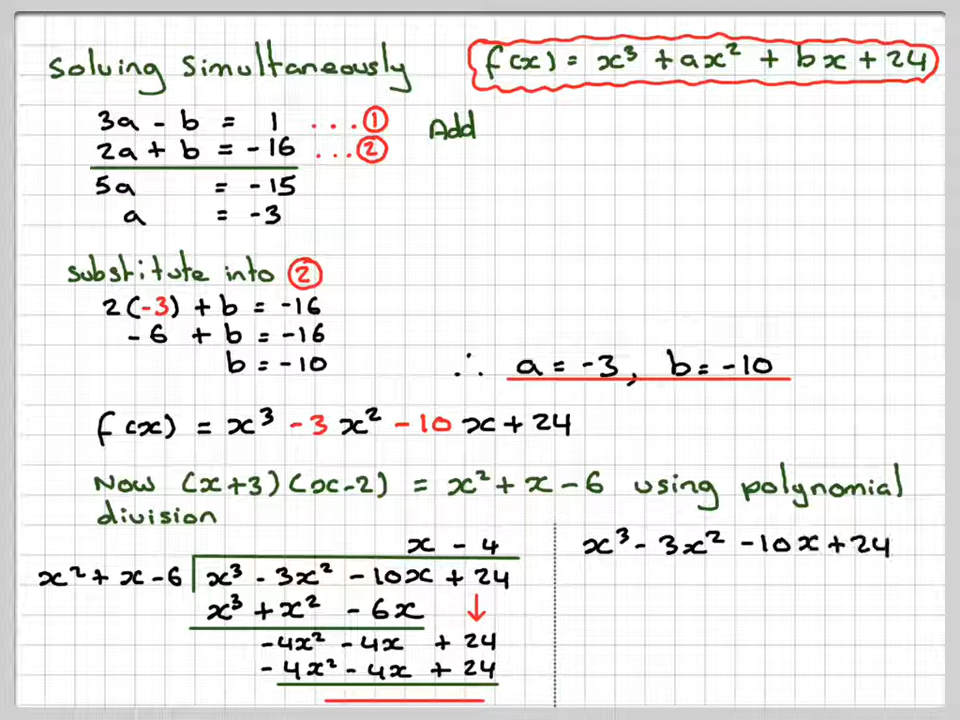 Solving Simultaneously
f(x) = x³ + ax² + bx + 24
3a - b = 1 ... ①
Add
2a + b = -16 ... ②
5a = -15
a = -3
substitute into ②
2(-3) + b = -16
-6 + b = -16
b = -10
∴ a = -3, b = -10
f(x) = x³ -3x² -10x + 24
Now (x+3)(x-2) = x² + x - 6 using polynomial
division
x - 4
x² + x - 6 x³ - 3x² - 10x + 24
x³ + x² - 6x ↓
-4x² - 4x + 24
-4x² - 4x + 24
x³ - 3x² - 10x + 24